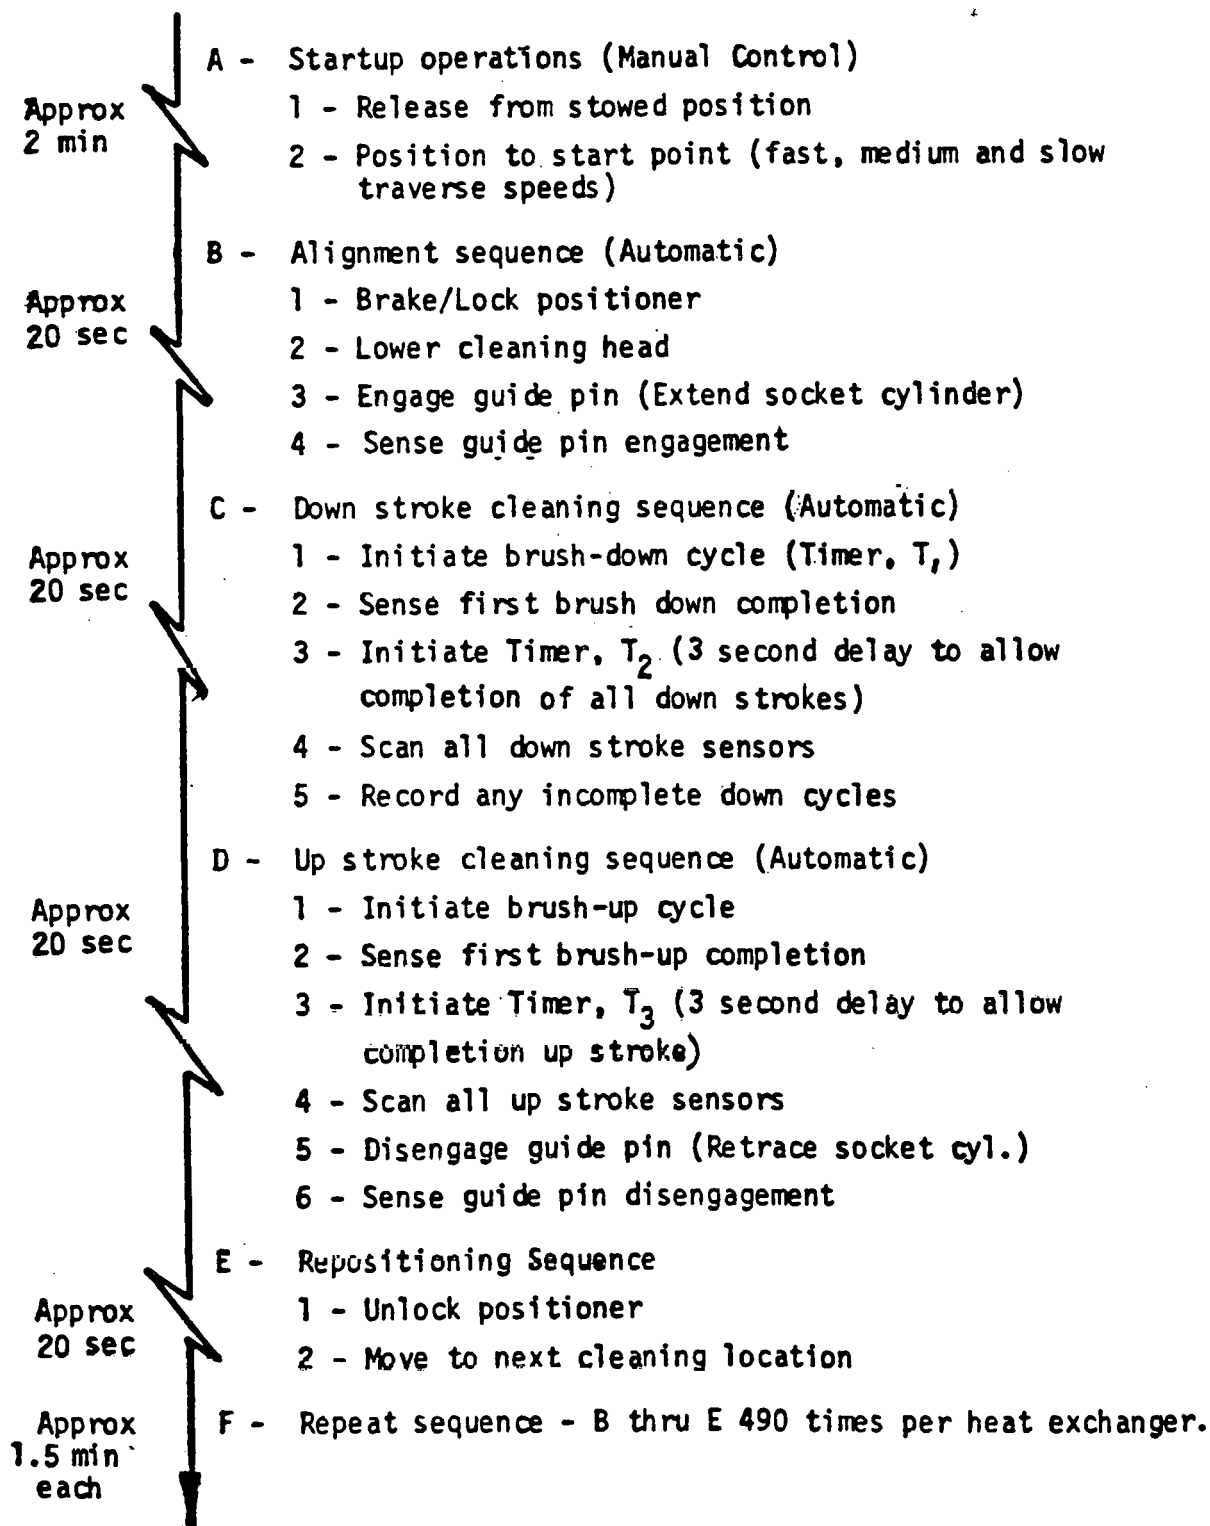 A - Startup operations (Manual Control)
Approx
2 min
1 - Release from stowed position
2 - Position to start point (fast, medium and slow
traverse speeds)
B - Alignment sequence (Automatic)
Approx
20 sec
1 - Brake/Lock positioner
2 - Lower cleaning head
3 - Engage guide pin (Extend socket cylinder)
4 - Sense guide pin engagement
C - Down stroke cleaning sequence (Automatic)
Approx
20 sec
1 - Initiate brush-down cycle (Timer, T₁)
2 - Sense first brush down completion
3 - Initiate Timer, T₂ (3 second delay to allow
completion of all down strokes)
4 - Scan all down stroke sensors
5 - Record any incomplete down cycles
D - Up stroke cleaning sequence (Automatic)
Approx
20 sec
1 - Initiate brush-up cycle
2 - Sense first brush-up completion
3 - Initiate Timer, T₃ (3 second delay to allow
completion up stroke)
4 - Scan all up stroke sensors
5 - Disengage guide pin (Retrace socket cyl.)
6 - Sense guide pin disengagement
E - Repositioning Sequence
Approx
20 sec
1 - Unlock positioner
2 - Move to next cleaning location
Approx
1.5 min
each
F - Repeat sequence - B thru E 490 times per heat exchanger.